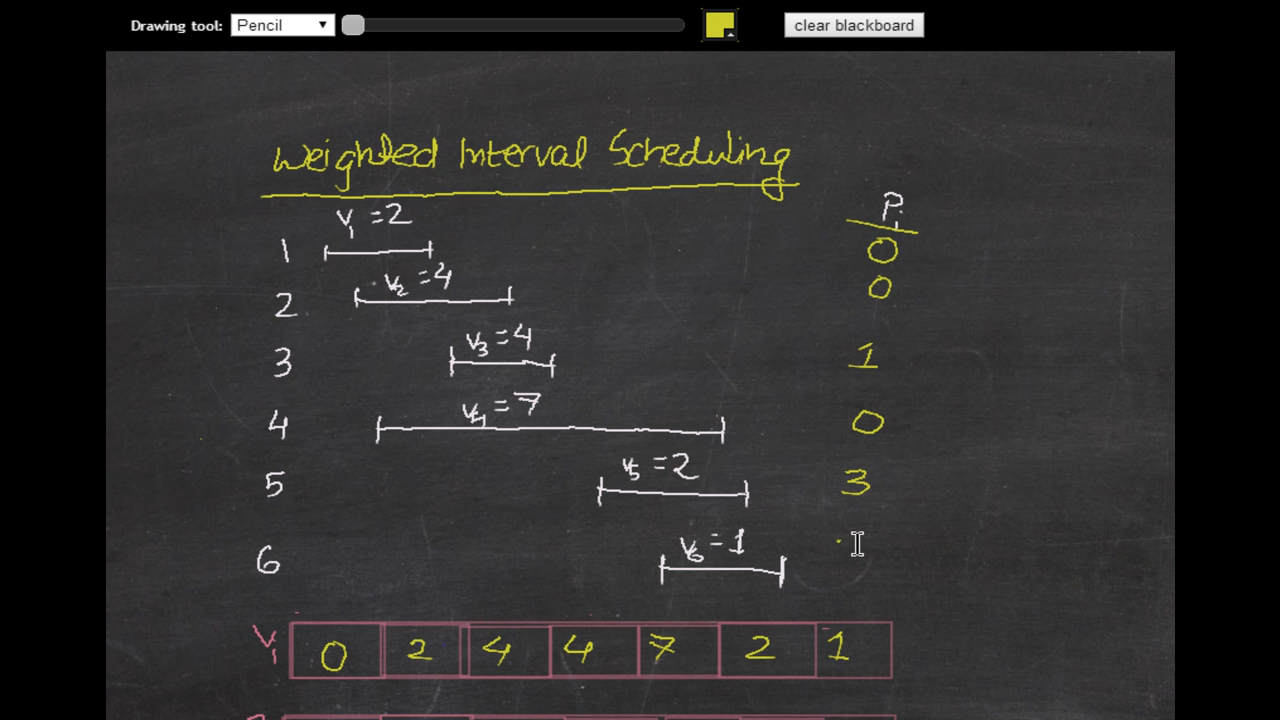 Drawing tool: Pencil clear blackboard
Weighted Interval Scheduling
Pi
V1 = 2
1 0
V2 = 4
2 0
V3 = 4
3 1
V4 = 7
4 0
V5 = 2
5 3
V6 = 1
6
Vi 0 2 4 4 7 2 1